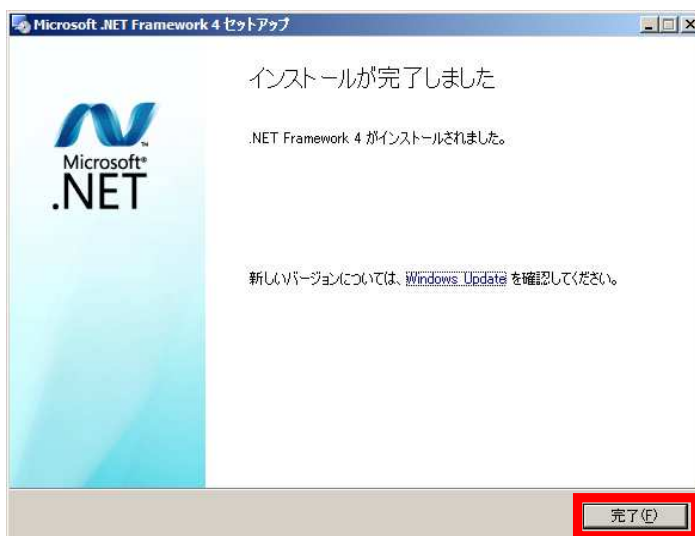 Microsoft .NET Framework 4 セットアップ
インストールが完了しました
.NET Framework 4 がインストールされました。
Microsoft®
.NET
新しいバージョンについては、Windows Update を確認してください。
完了(F)